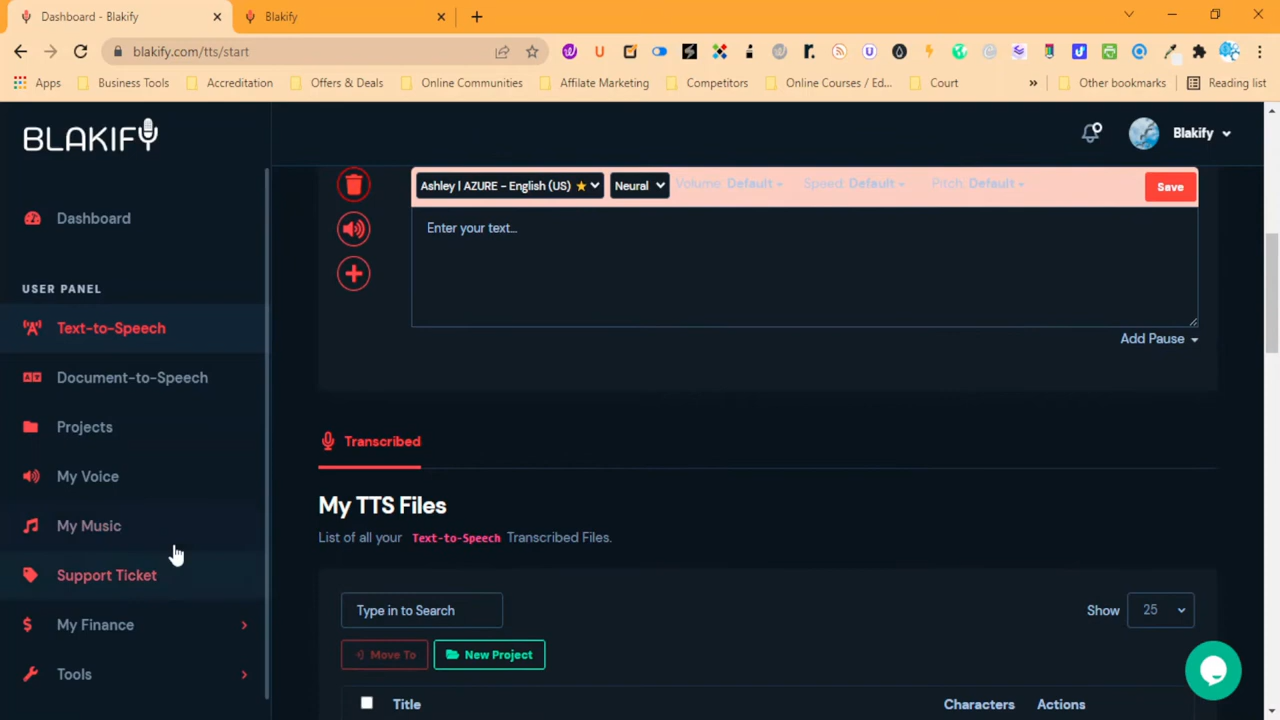 Dashboard - Blakify
Blakify
blakify.com/tts/start
Apps
Business Tools
Accreditation
Offers & Deals
Online Communities
Affilate Marketing
Competitors
Online Courses / Ed...
Court
Other bookmarks
Reading list
BLAKIFY
Blakify
Dashboard
USER PANEL
Text-to-Speech
Document-to-Speech
Projects
My Voice
My Music
Support Ticket
My Finance
Tools
Ashley | AZURE - English (US)
Neural
Volume: Default
Speed: Default
Pitch: Default
Save
Enter your text...
Add Pause
Transcribed
My TTS Files
List of all your Text-to-Speech Transcribed Files.
Type in to Search
Show 25
Move To
New Project
Title
Characters
Actions